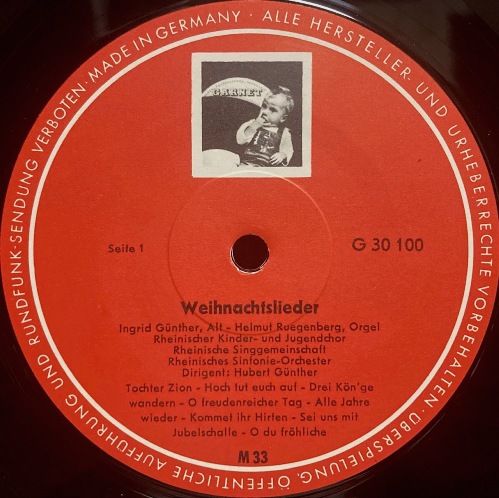 MADE IN GERMANY · ALLE HERSTELLER- UND URHEBERRECHTE VORBEHALTEN · ÜBERSPIELUNG, ÖFFENTLICHE AUFFÜHRUNG UND RUNDFUNK-SENDUNG VERBOTEN ·
GARNET
Seite 1
G 30 100
Weihnachtslieder
Ingrid Günther, Alt – Helmut Ruegenberg, Orgel
Rheinischer Kinder- und Jugendchor
Rheinische Singgemeinschaft
Rheinisches Sinfonie-Orchester
Dirigent: Hubert Günther
Tochter Zion – Hoch tut euch auf – Drei Kön'ge
wandern – O freudenreicher Tag – Alle Jahre
wieder – Kommet ihr Hirten – Sei uns mit
Jubelschalle – O du fröhliche
M 33